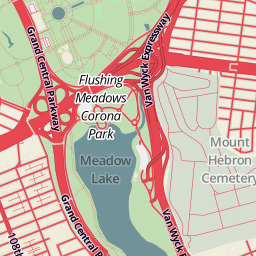 Grand Central Parkway
Van Wyck Expressway
Flushing
Meadows
Corona
Park
Meadow
Lake
Mount
Hebron
Cemetery
Grand Central Park
Van Wyck E
108th